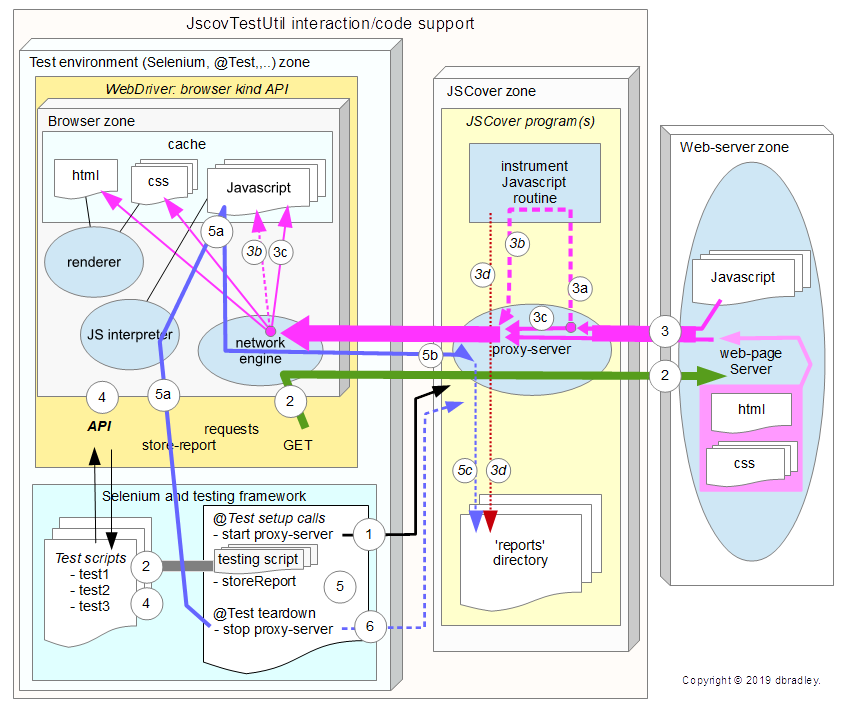 JscovTestUtil interaction/code support
Test environment (Selenium, @Test,,..) zone
WebDriver: browser kind API
Browser zone
cache
html
css
Javascript
5a
3b
3c
renderer
JS interpreter
network
engine
5a
4
API
2
requests
store-report
GET
5b
Selenium and testing framework
Test scripts
- test1
- test2
- test3
2
4
@Test setup calls
- start proxy-server
1
testing script
- storeReport
5
@Test teardown
- stop proxy-server
6
JSCover zone
JSCover program(s)
instrument
Javascript
routine
3b
3d
3a
3c
proxy-server
5c
3d
'reports'
directory
3
2
Web-server zone
Javascript
web-page
Server
html
css
Copyright © 2019 dbradley.